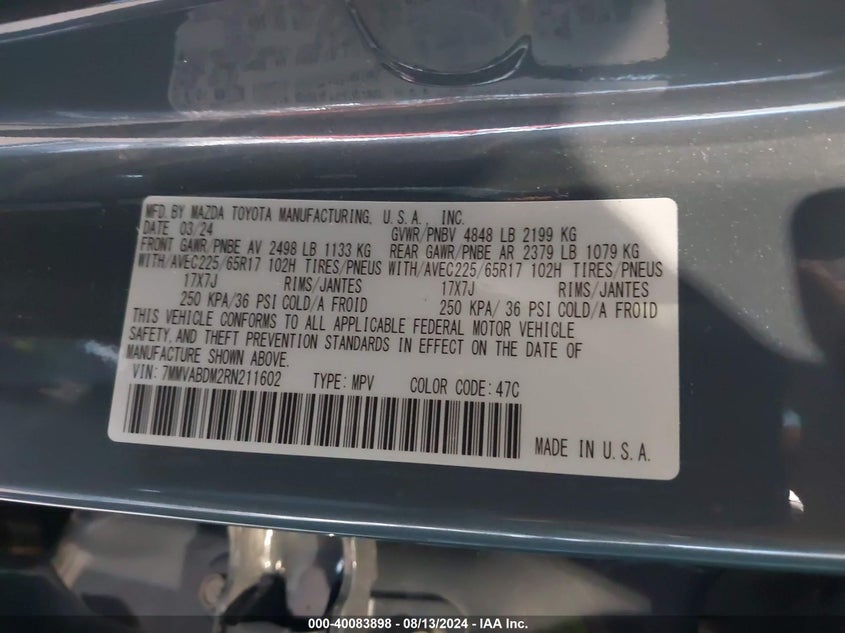 MFD. BY MAZDA TOYOTA MANUFACTURING, U.S.A., INC.
DATE 03/24 GVWR/PNBV 4848 LB 2199 KG
FRONT GAWR/PNBE AV 2498 LB 1133 KG REAR GAWR/PNBE AR 2379 LB 1079 KG
WITH/AVEC225/65R17 102H TIRES/PNEUS WITH/AVEC225/65R17 102H TIRES/PNEUS
17X7J RIMS/JANTES 17X7J RIMS/JANTES
250 KPA/36 PSI COLD/A FROID 250 KPA/ 36 PSI COLD/A FROID
THIS VEHICLE CONFORMS TO ALL APPLICABLE FEDERAL MOTOR VEHICLE
SAFETY, AND THEFT PREVENTION STANDARDS IN EFFECT ON THE DATE OF
MANUFACTURE SHOWN ABOVE.
VIN: 7MMVABDM2RN211602 TYPE: MPV COLOR CODE: 47C
MADE IN U.S.A.
000-40083898 - 08/13/2024 - IAA Inc.